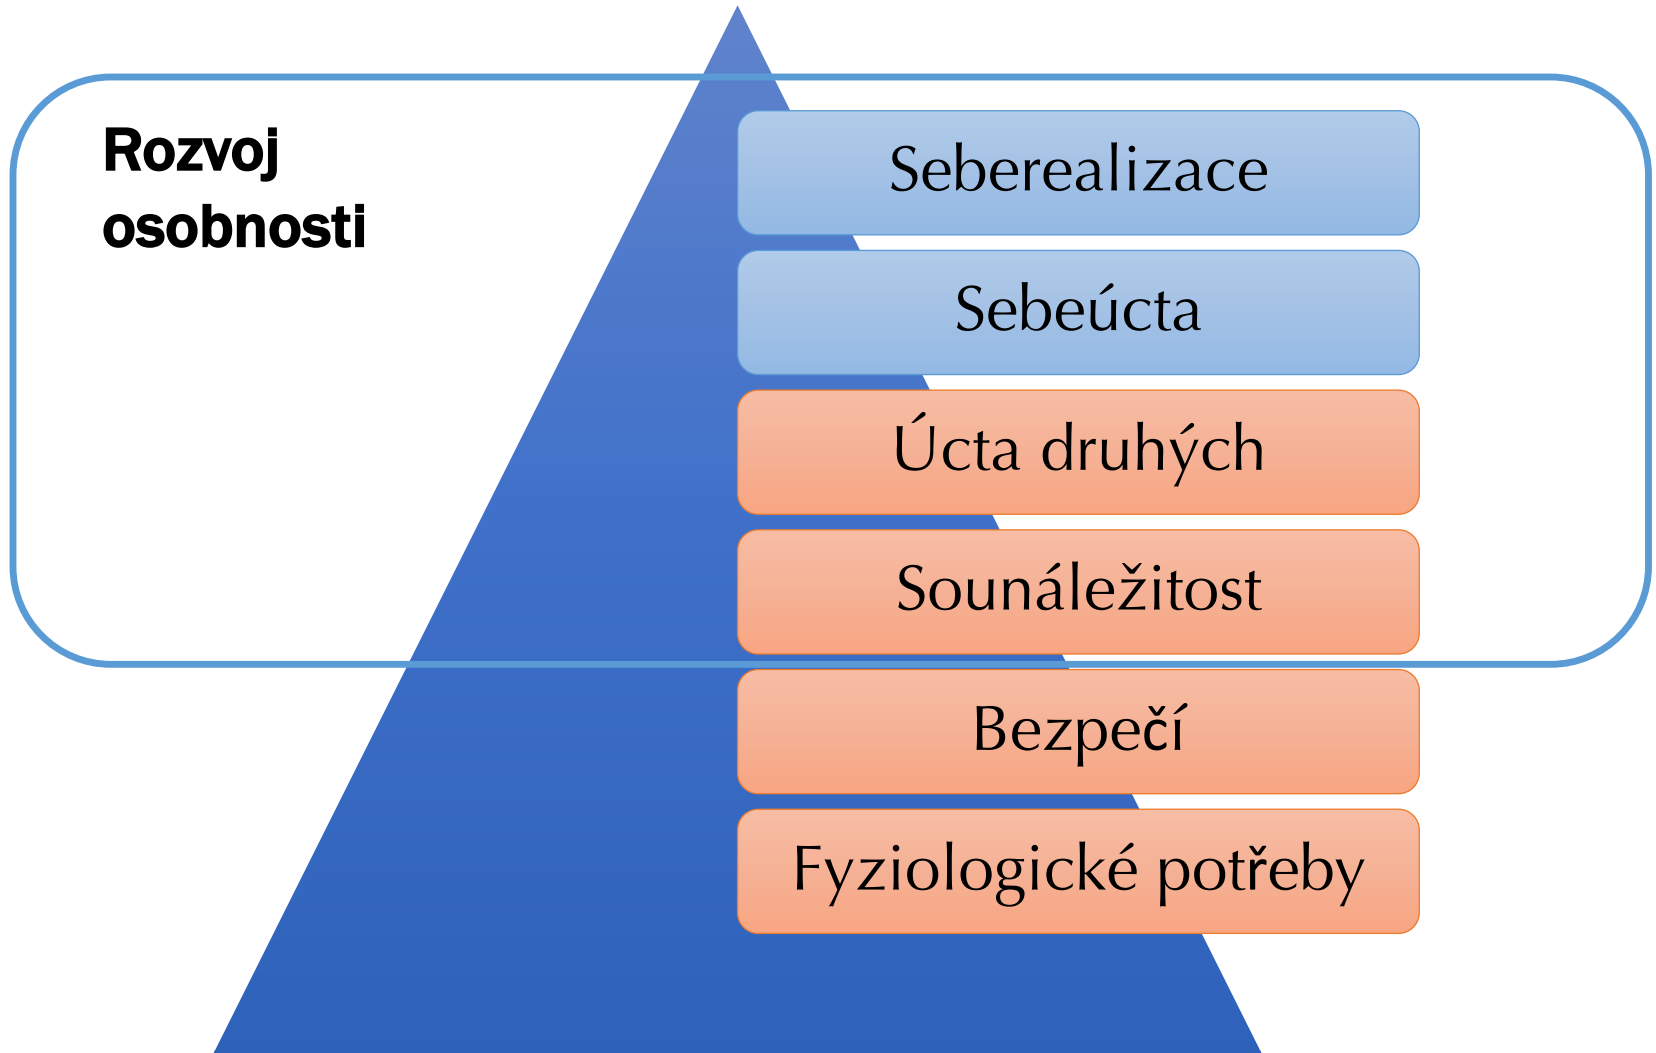 Rozvoj
osobnosti
Seberealizace
Sebeúcta
Úcta druhých
Sounáležitost
Bezpečí
Fyziologické potřeby